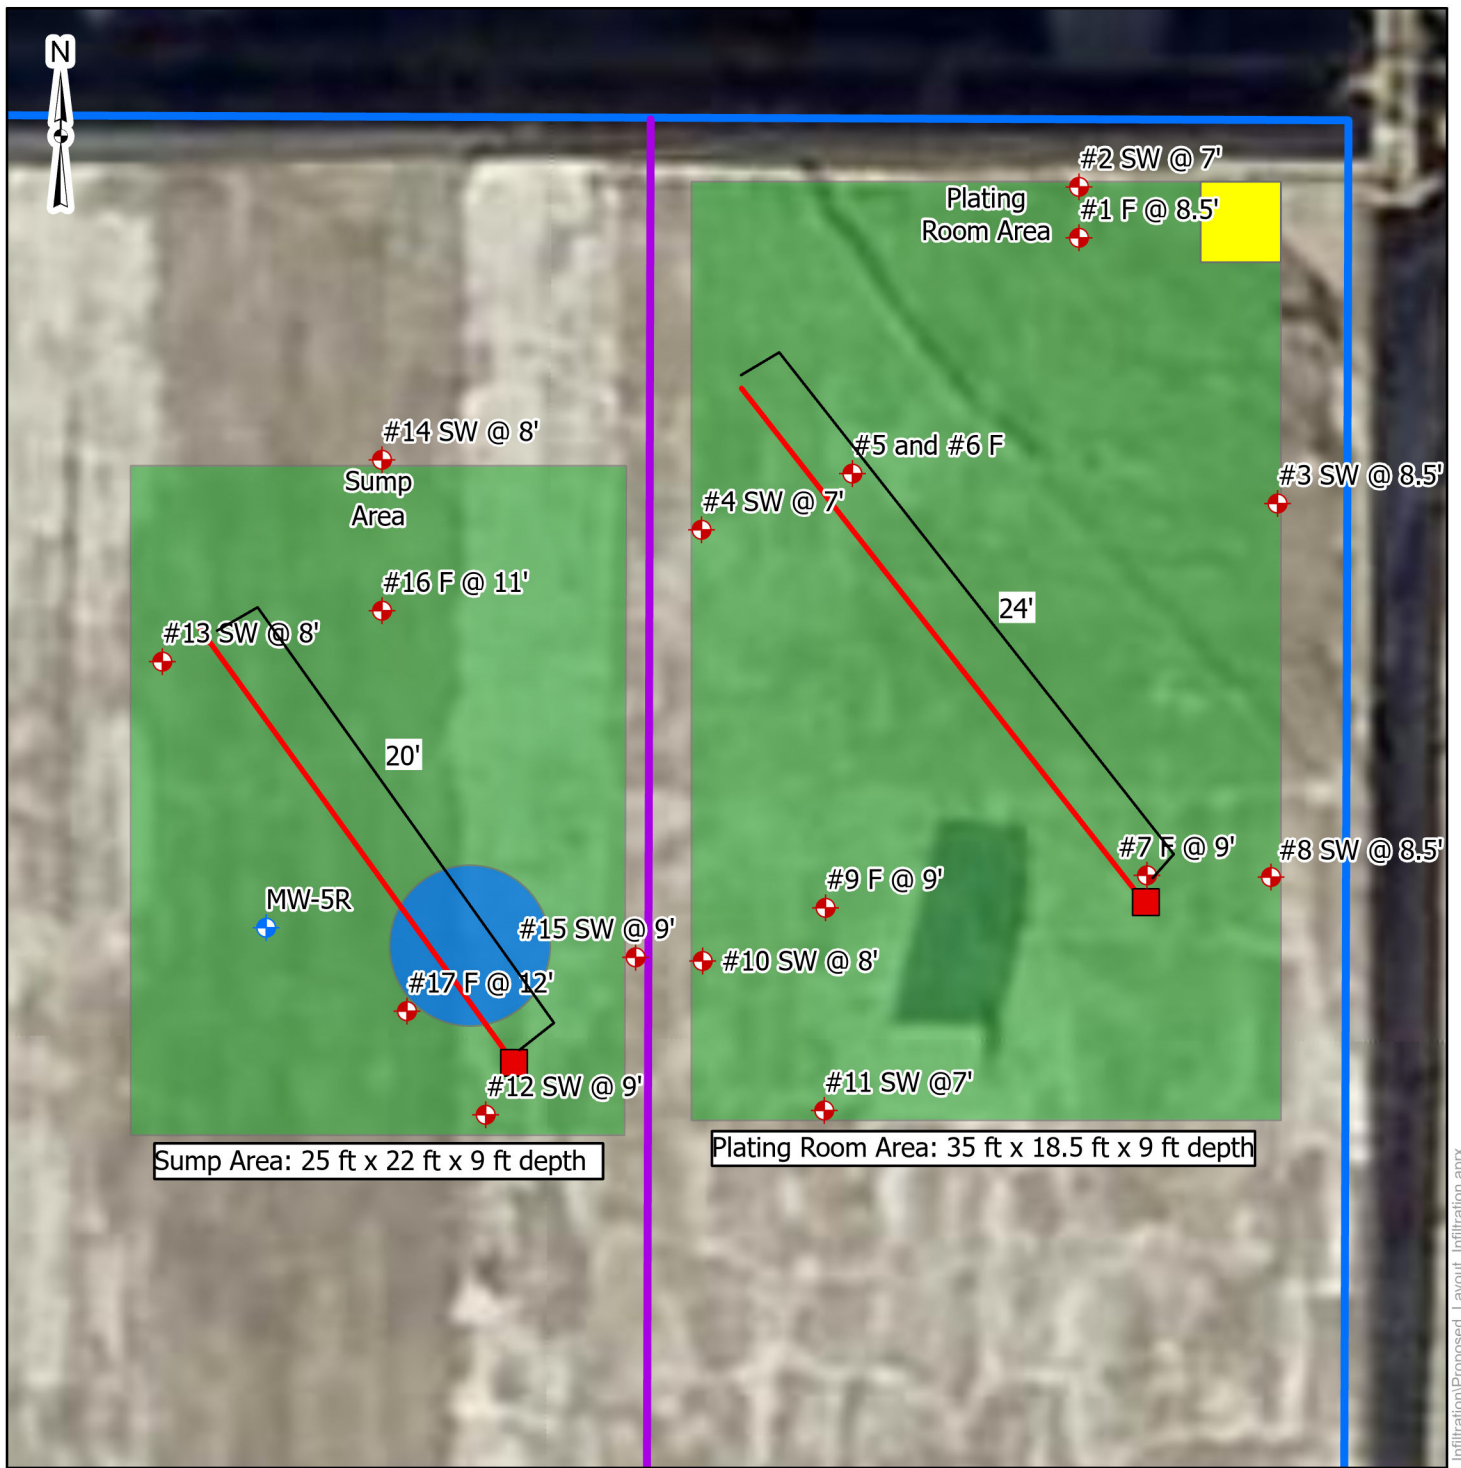 N
#2 SW @ 7'
Plating
Room Area
#1 F @ 8.5'
#14 SW @ 8'
Sump
Area
#5 and #6 F
#3 SW @ 8.5'
#4 SW @ 7'
#16 F @ 11'
24'
#13 SW @ 8'
20'
#7 F @ 9'
#8 SW @ 8.5'
#9 F @ 9'
MW-5R
#15 SW @ 9'
#10 SW @ 8'
#17 F @ 12'
#12 SW @ 9'
#11 SW @7'
Sump Area: 25 ft x 22 ft x 9 ft depth
Plating Room Area: 35 ft x 18.5 ft x 9 ft depth
Infiltration\Proposed_Layout_Infiltration.aprx